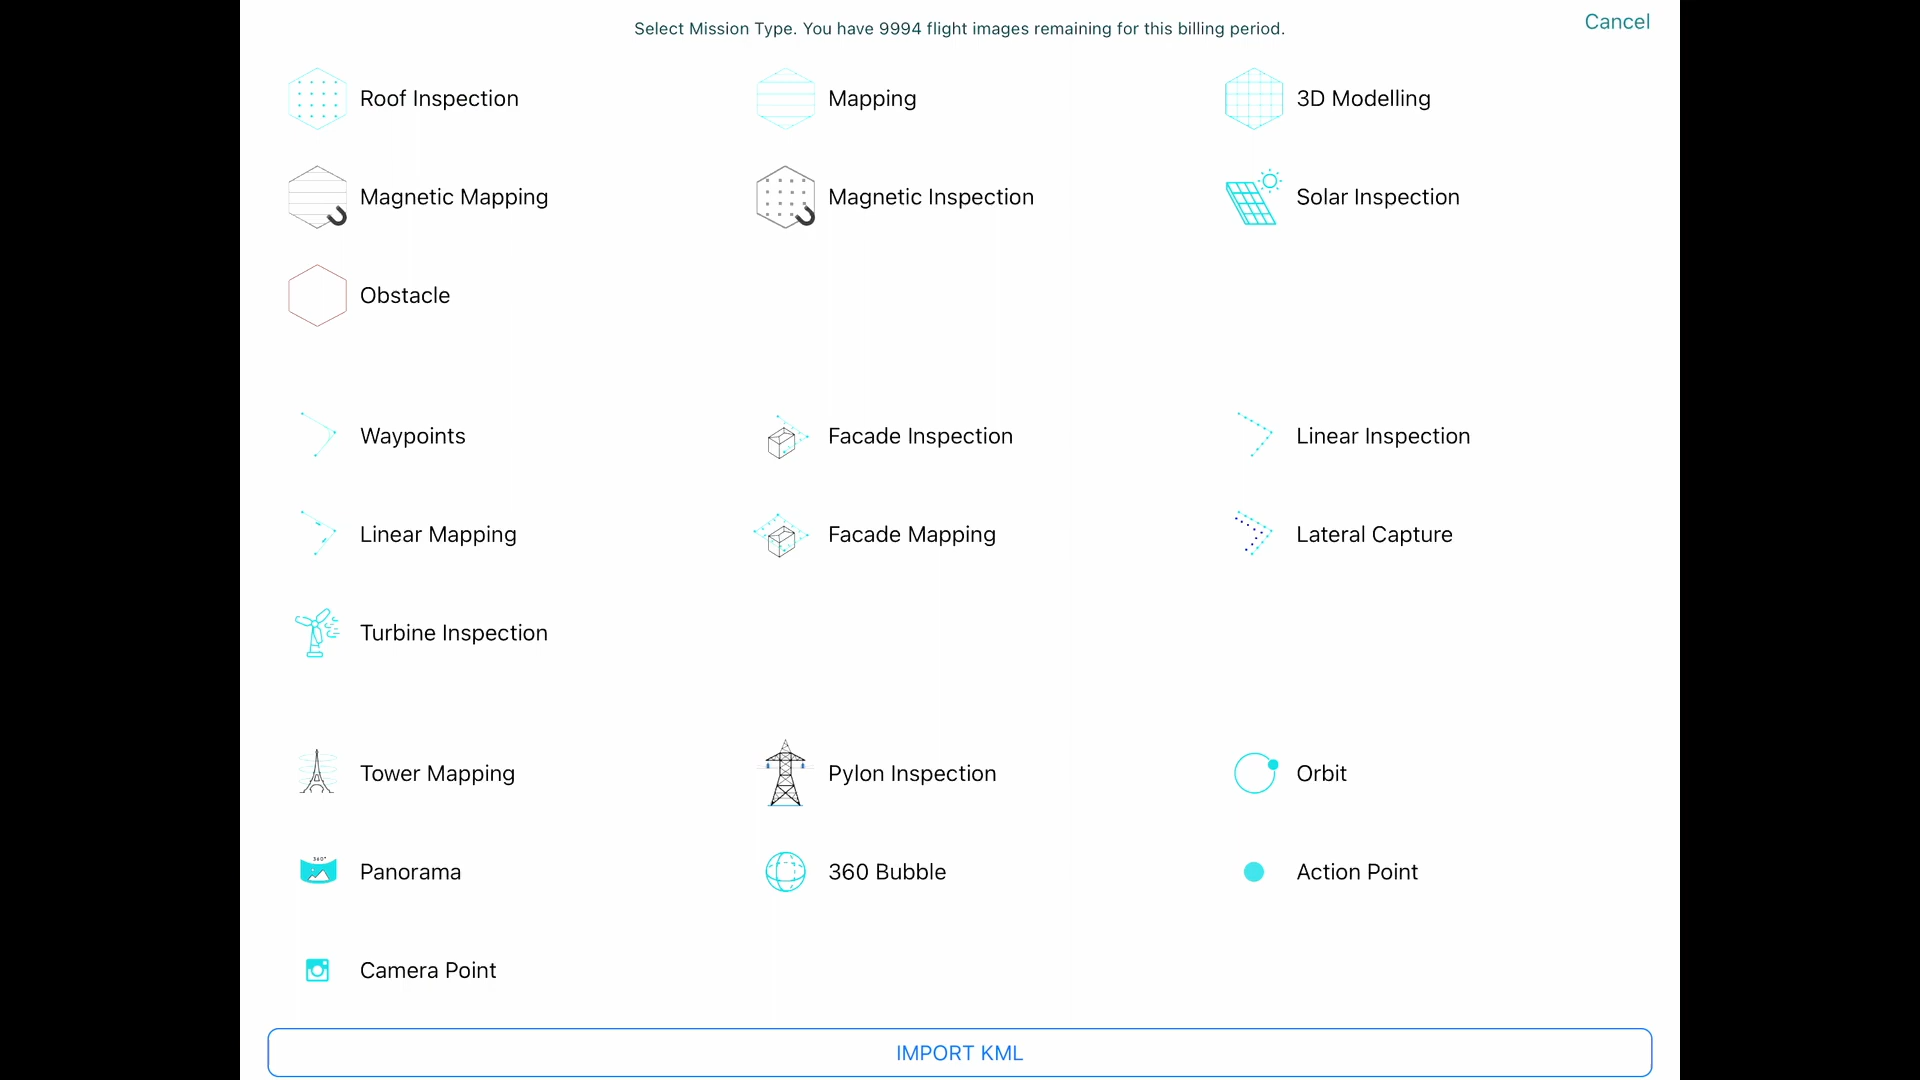 Select Mission Type. You have 9994 flight images remaining for this billing period.
Cancel
Roof Inspection
Mapping
3D Modelling
Magnetic Mapping
Magnetic Inspection
Solar Inspection
Obstacle
Waypoints
Facade Inspection
Linear Inspection
Linear Mapping
Facade Mapping
Lateral Capture
Turbine Inspection
Tower Mapping
Pylon Inspection
Orbit
360°
Panorama
360 Bubble
Action Point
Camera Point
IMPORT KML